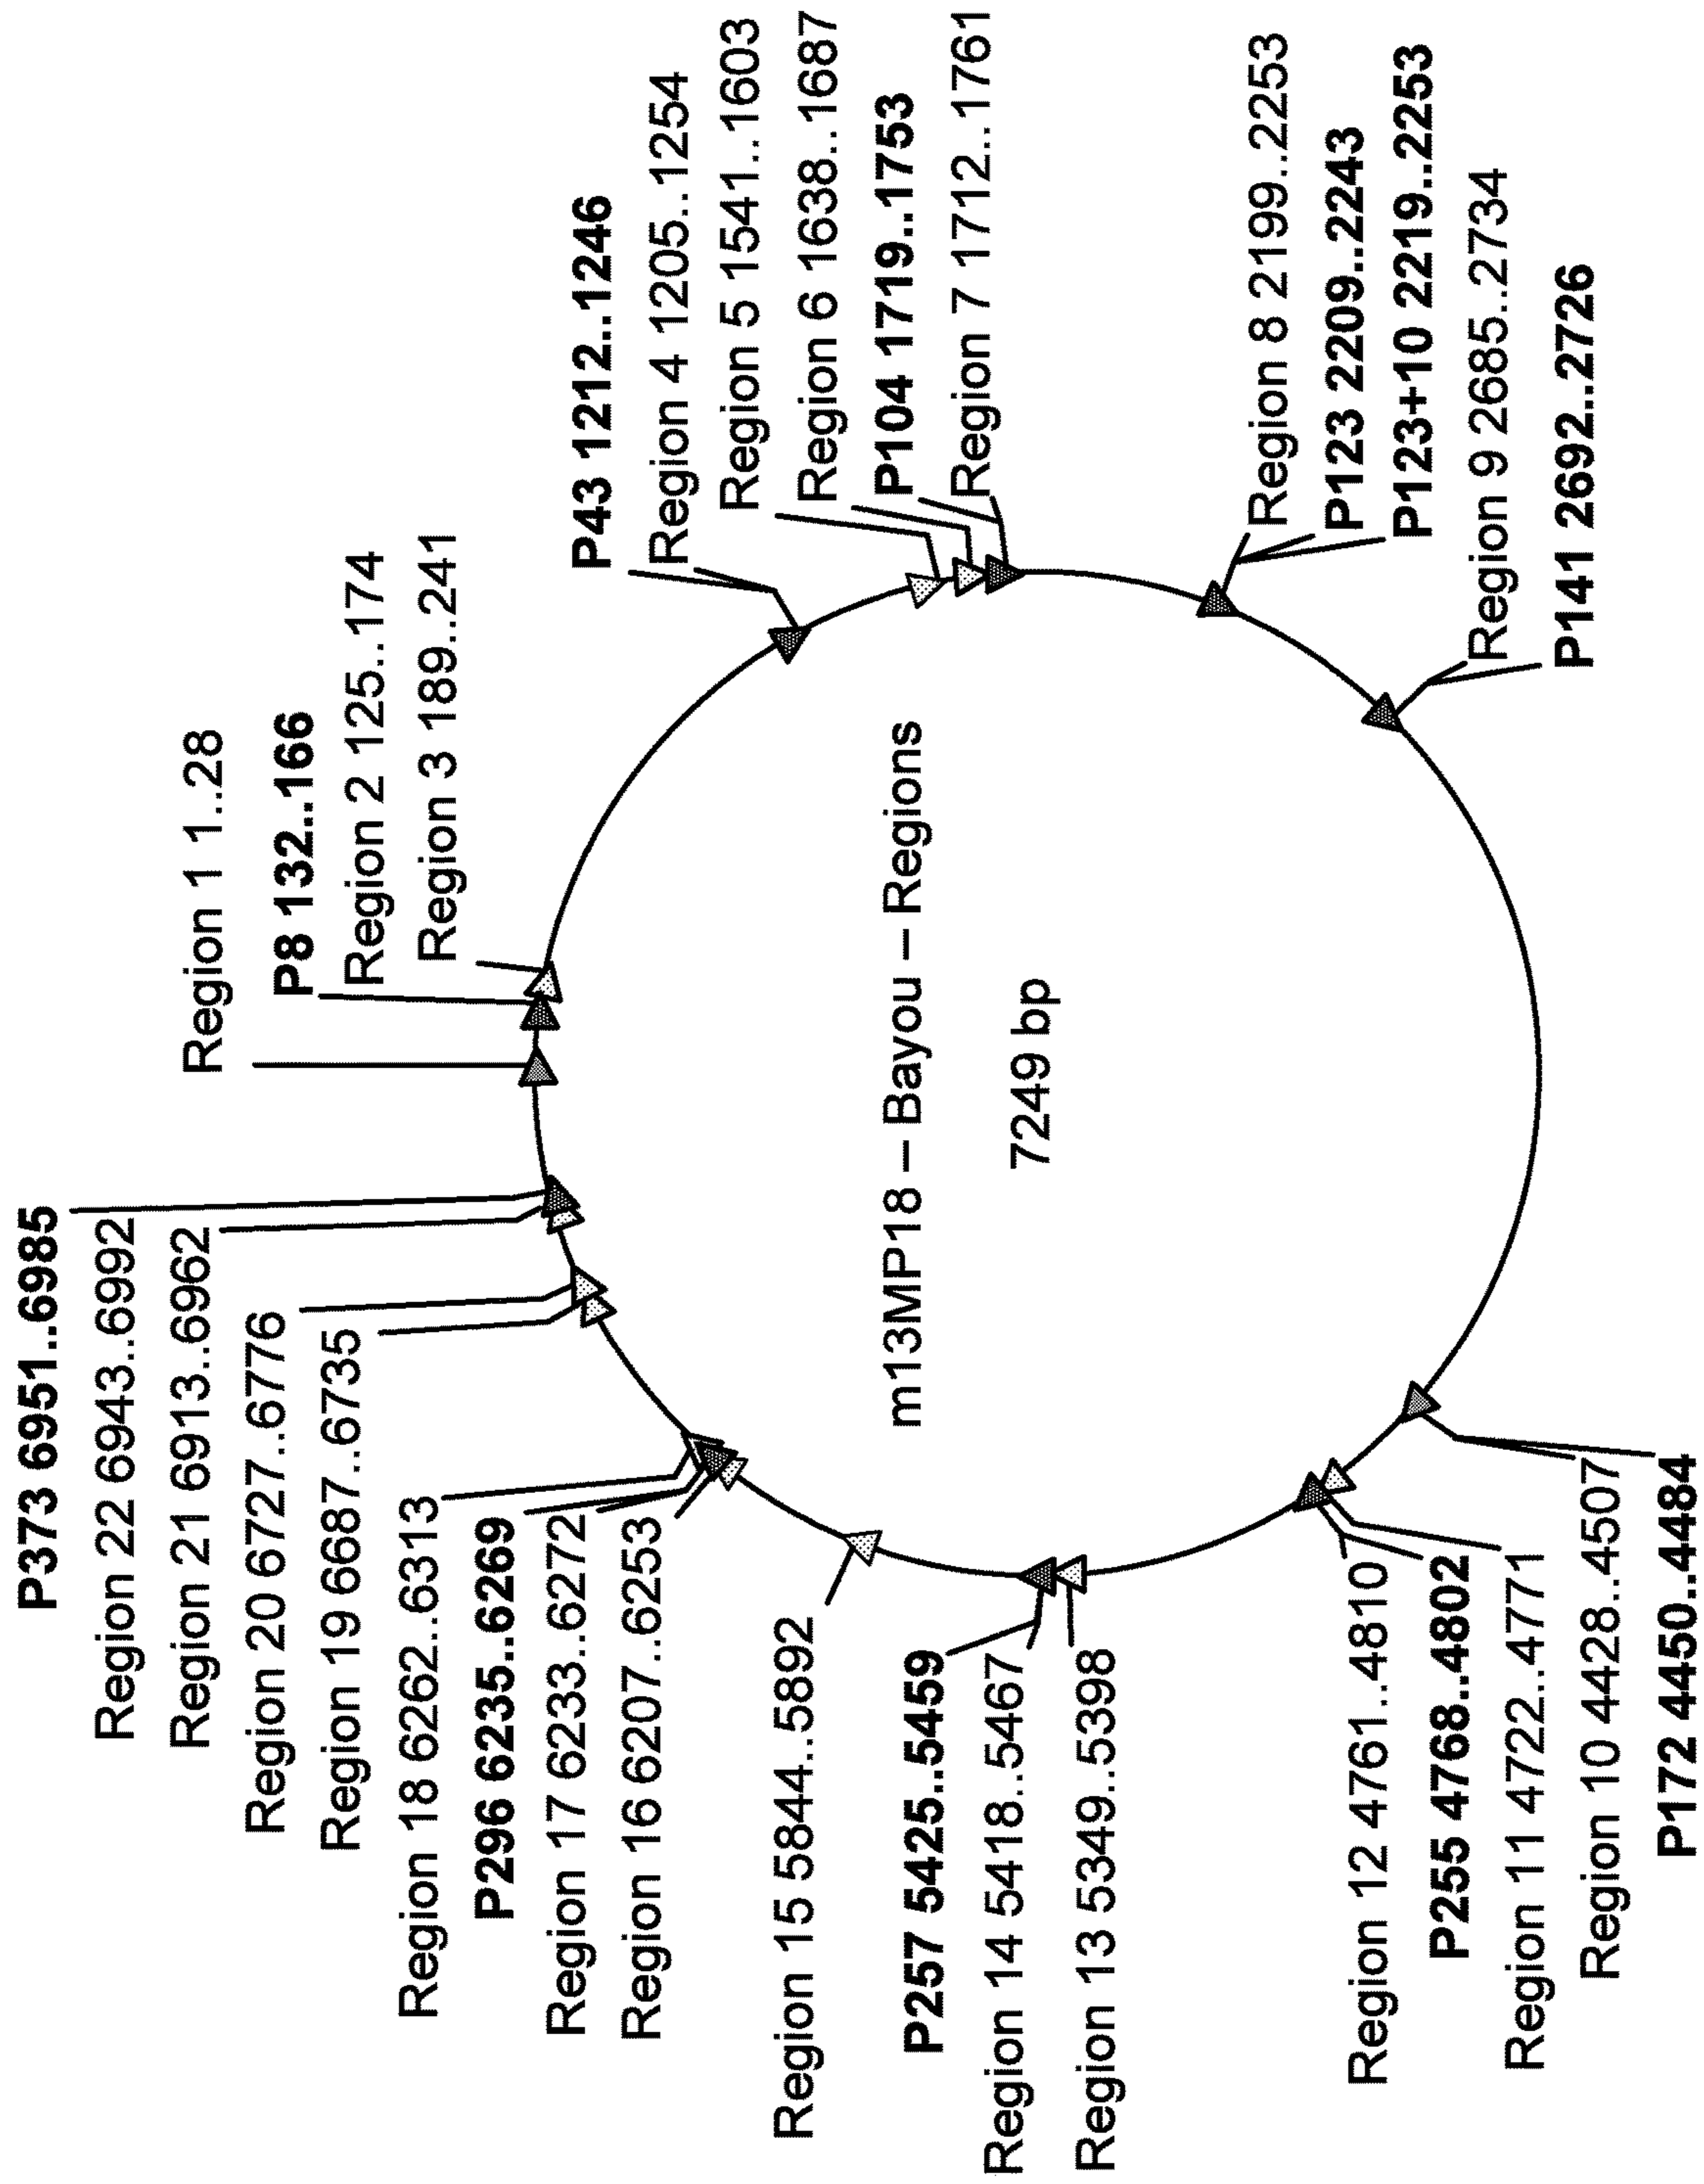 P373 6951..6985
Region 22 6943..6992
Region 21 6913..6962
Region 20 6727..6776
Region 19 6687..6735
Region 18 6262..6313
P296 6235..6269
Region 17 6233..6272
Region 16 6207..6253
Region 15 5844..5892
P257 5425..5459
Region 14 5418..5467
Region 13 5349..5398
Region 12 4761..4810
P255 4768..4802
Region 11 4722..4771
Region 10 4428..4507
P172 4450..4484
m13MP18 – Bayou – Regions
7249 bp
Region 1 1..28
P8 132..166
Region 2 125..174
Region 3 189..241
P43 1212..1246
Region 4 1205..1254
Region 5 1541..1603
Region 6 1638..1687
P104 1719..1753
Region 7 1712..1761
Region 8 2199..2253
P123 2209..2243
P123+10 2219..2253
Region 9 2685..2734
P141 2692..2726